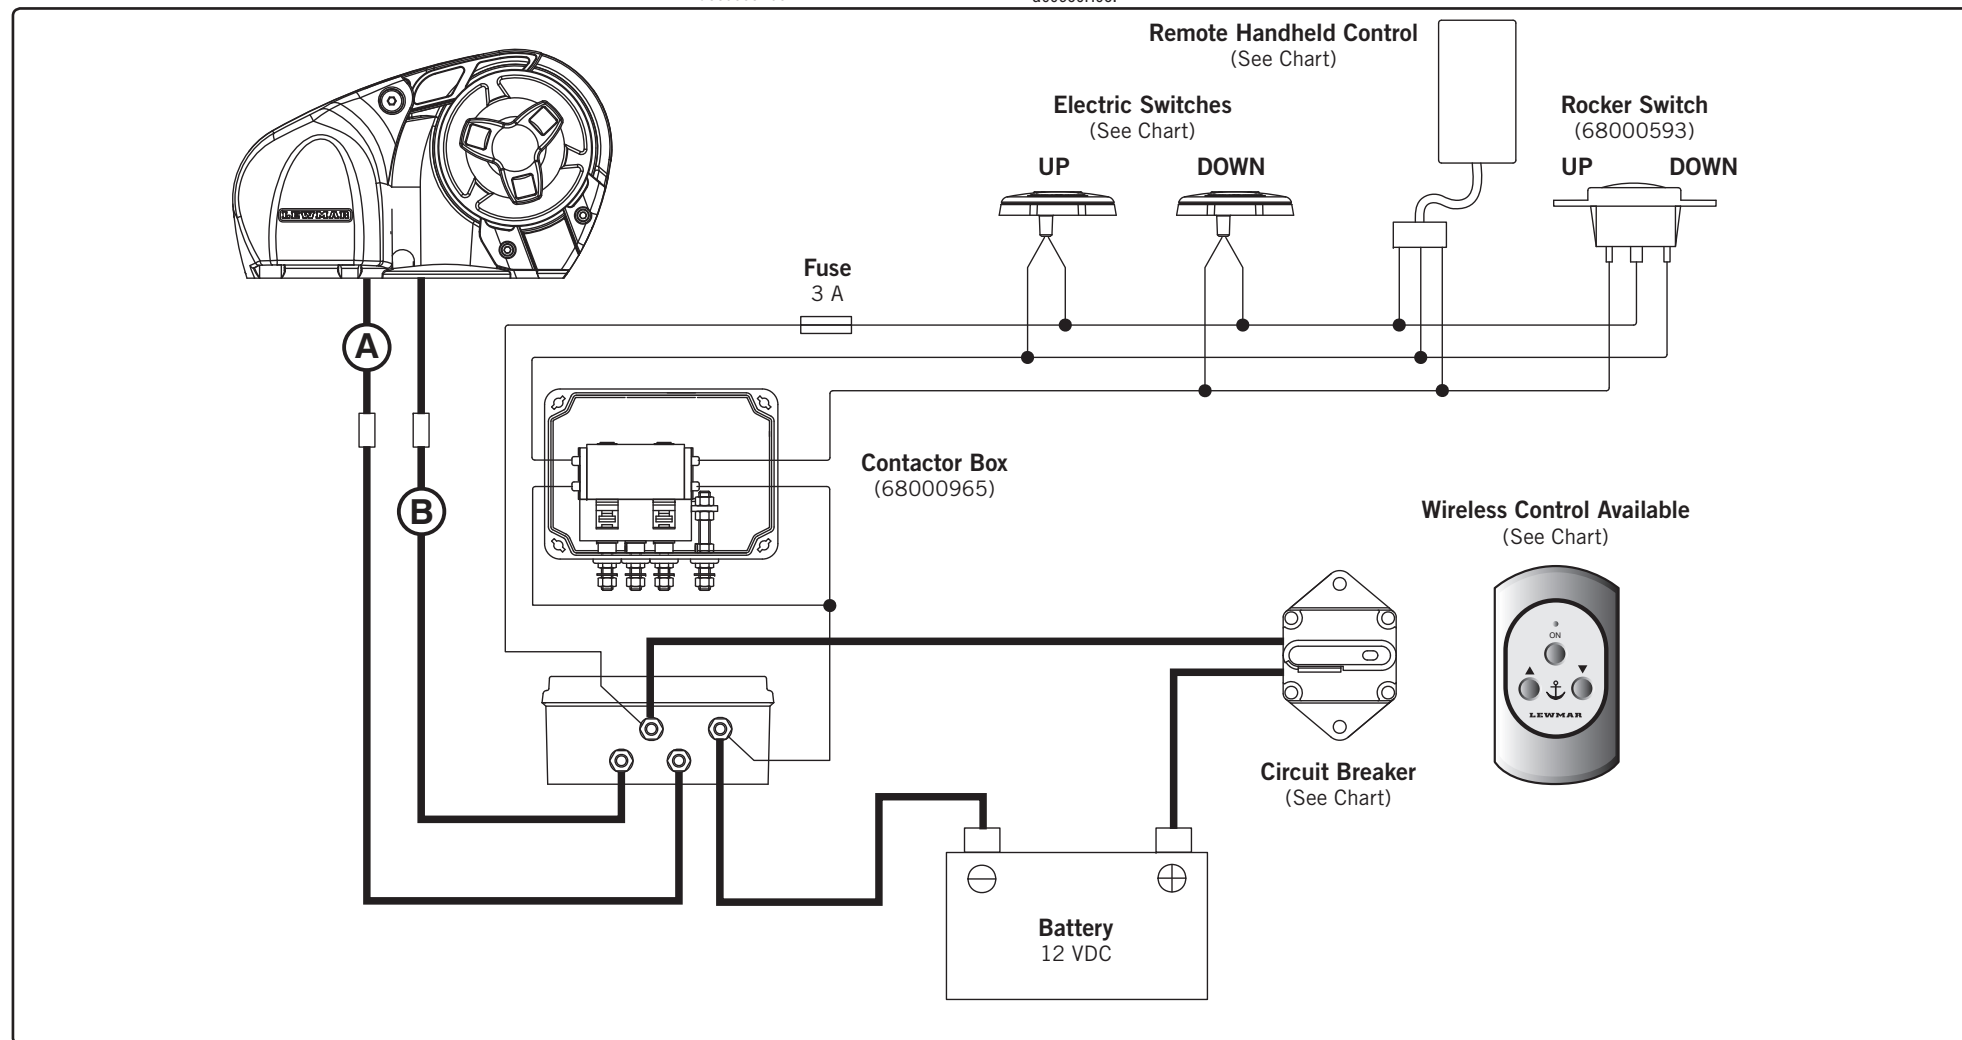 Remote Handheld Control
(See Chart)
Electric Switches
(See Chart)
UP
DOWN
Rocker Switch
(68000593)
UP
DOWN
LEWMAR
Fuse
3 A
A
B
Contactor Box
(68000965)
Wireless Control Available
(See Chart)
ON
LEWMAR
Circuit Breaker
(See Chart)
Battery
12 VDC